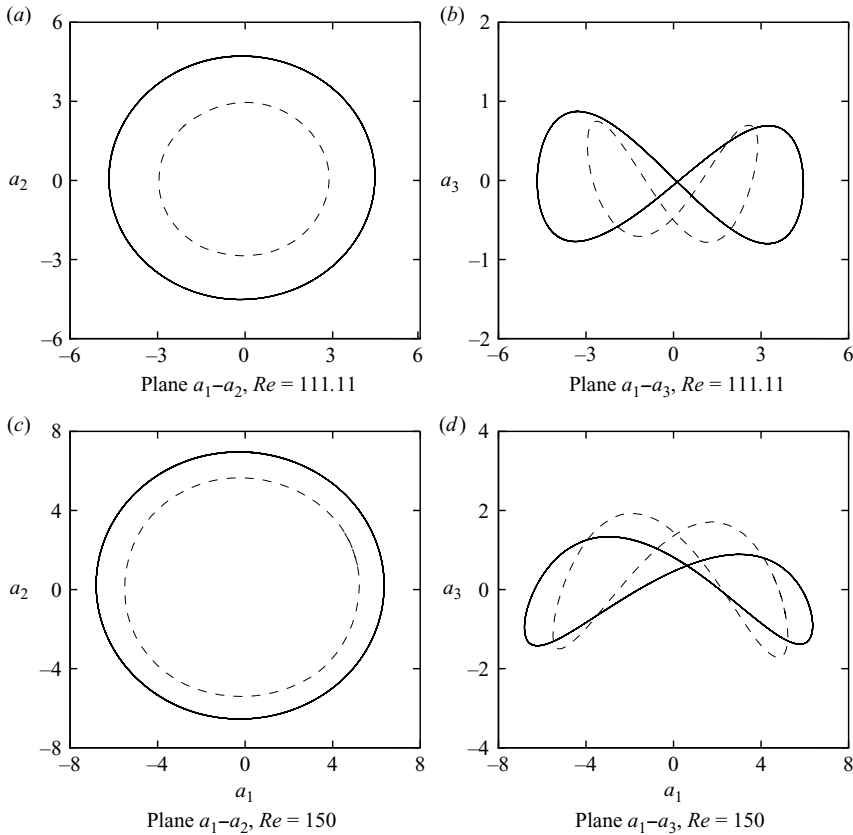 (a)
6
3
a2
0
–3
–6
–6
–3
0
3
6
Plane a1–a2, Re = 111.11
(b)
2
1
a3
0
–1
–2
–6
–3
0
3
6
Plane a1–a3, Re = 111.11
(c)
8
4
a2
0
–4
–8
–8
–4
0
4
8
a1
Plane a1–a2, Re = 150
(d)
4
2
a3
0
–2
–4
–8
–4
0
4
8
a1
Plane a1–a3, Re = 150